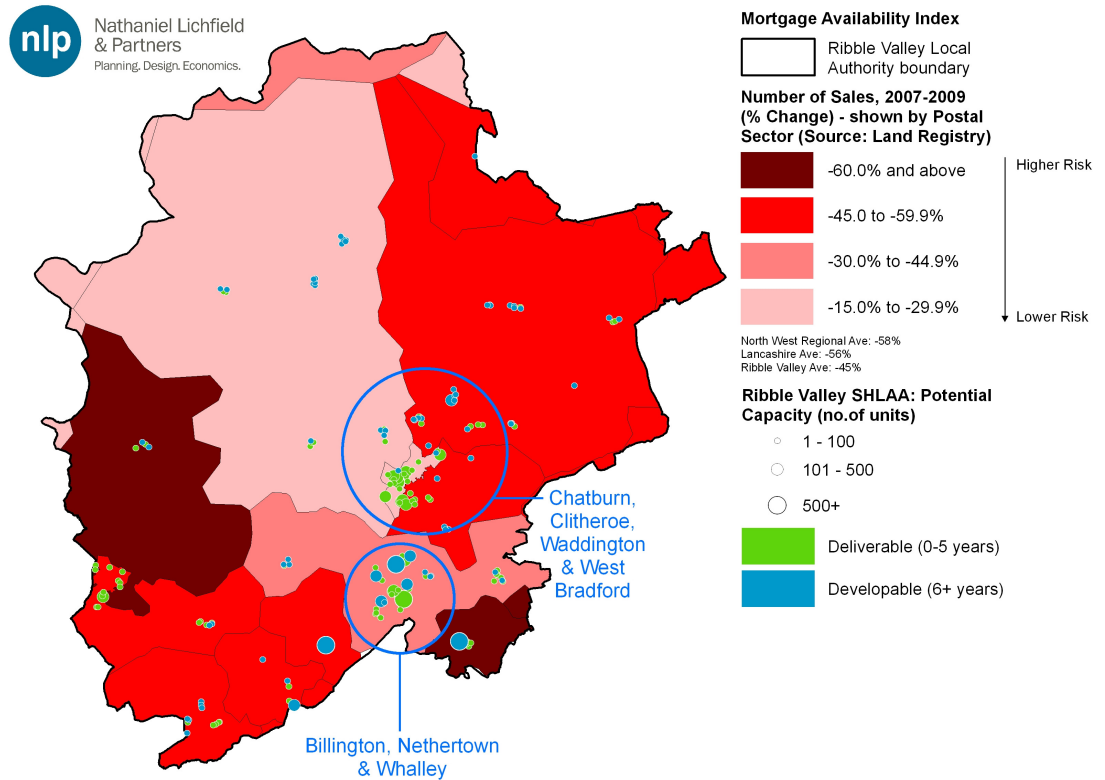 nlp
Nathaniel Lichfield
& Partners
Planning. Design. Economics.
Mortgage Availability Index
Ribble Valley Local
Authority boundary
Number of Sales, 2007-2009
(% Change) - shown by Postal
Sector (Source: Land Registry)
-60.0% and above
Higher Risk
-45.0 to -59.9%
-30.0% to -44.9%
-15.0% to -29.9%
Lower Risk
North West Regional Ave: -58%
Lancashire Ave: -56%
Ribble Valley Ave: -45%
Ribble Valley SHLAA: Potential
Capacity (no.of units)
1 - 100
101 - 500
500+
Deliverable (0-5 years)
Developable (6+ years)
Chatburn,
Clitheroe,
Waddington
& West
Bradford
Billington, Nethertown
& Whalley